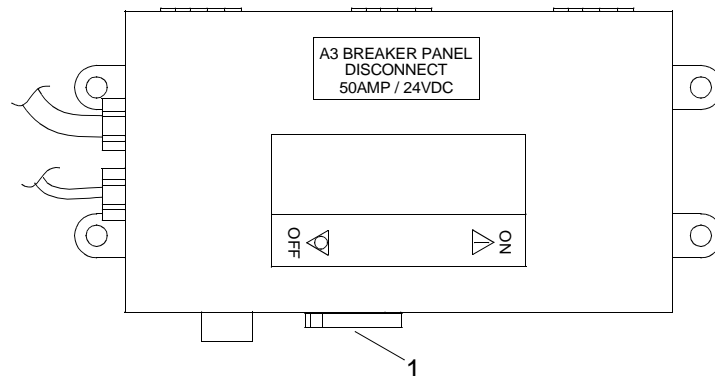 A3 BREAKER PANEL
DISCONNECT
50AMP / 24VDC
OFF
ON
1